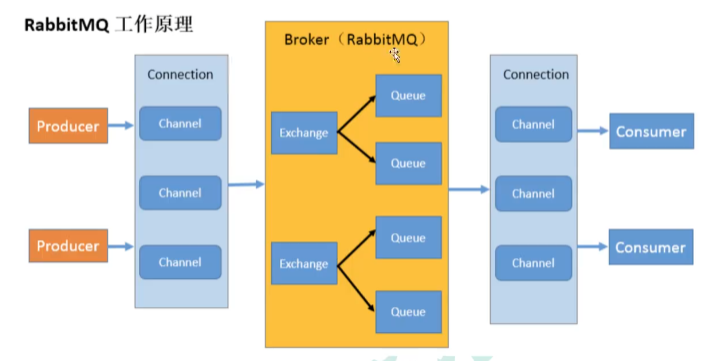 RabbitMQ 工作原理
Broker（RabbitMQ）
Connection
Channel
Channel
Channel
Producer
Producer
Exchange
Queue
Queue
Exchange
Queue
Queue
Connection
Channel
Channel
Channel
Consumer
Consumer